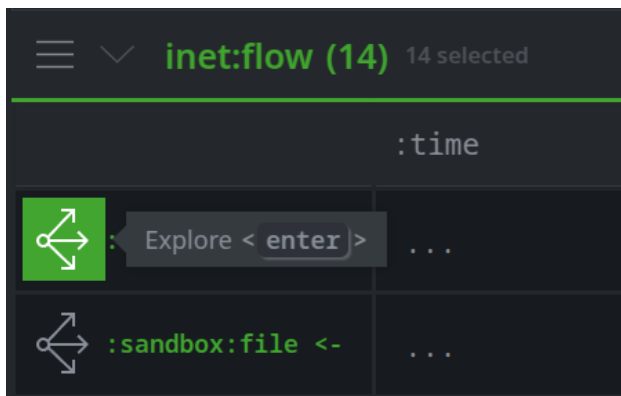 inet:flow (14) 14 selected
:time
: Explore <enter> ...
:sandbox:file <- ...